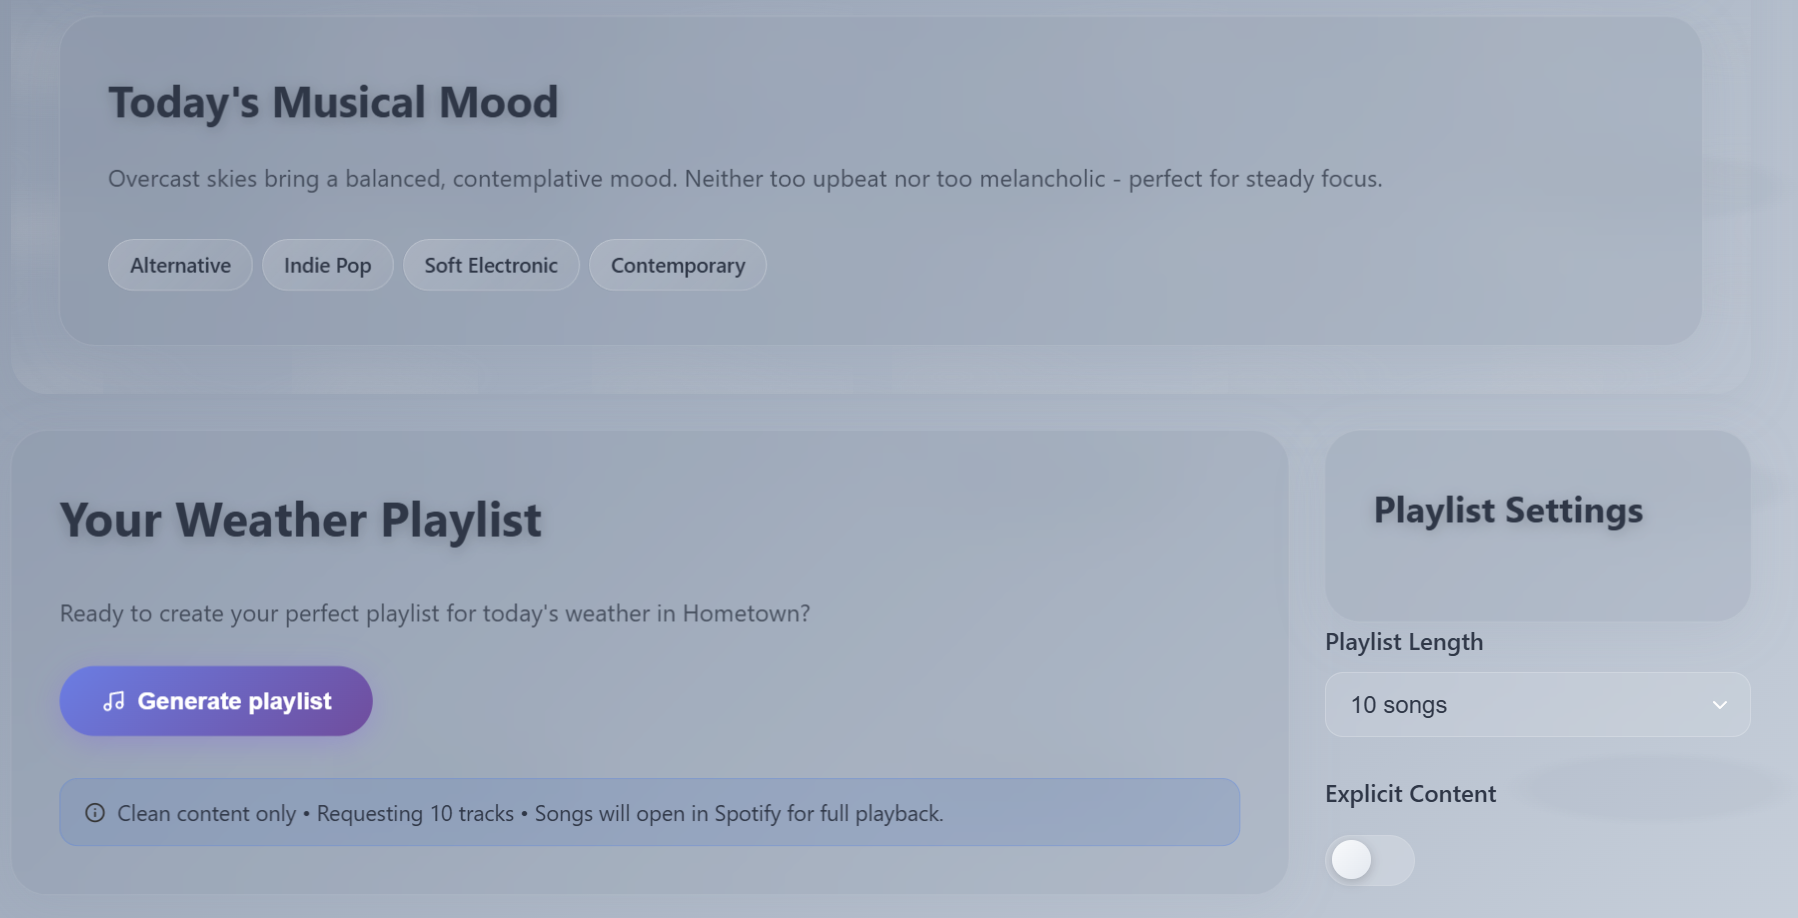 Today's Musical Mood
Overcast skies bring a balanced, contemplative mood. Neither too upbeat nor too melancholic - perfect for steady focus.
Alternative
Indie Pop
Soft Electronic
Contemporary
Your Weather Playlist
Ready to create your perfect playlist for today's weather in Hometown?
Generate playlist
Clean content only • Requesting 10 tracks • Songs will open in Spotify for full playback.
Playlist Settings
Playlist Length
10 songs
Explicit Content